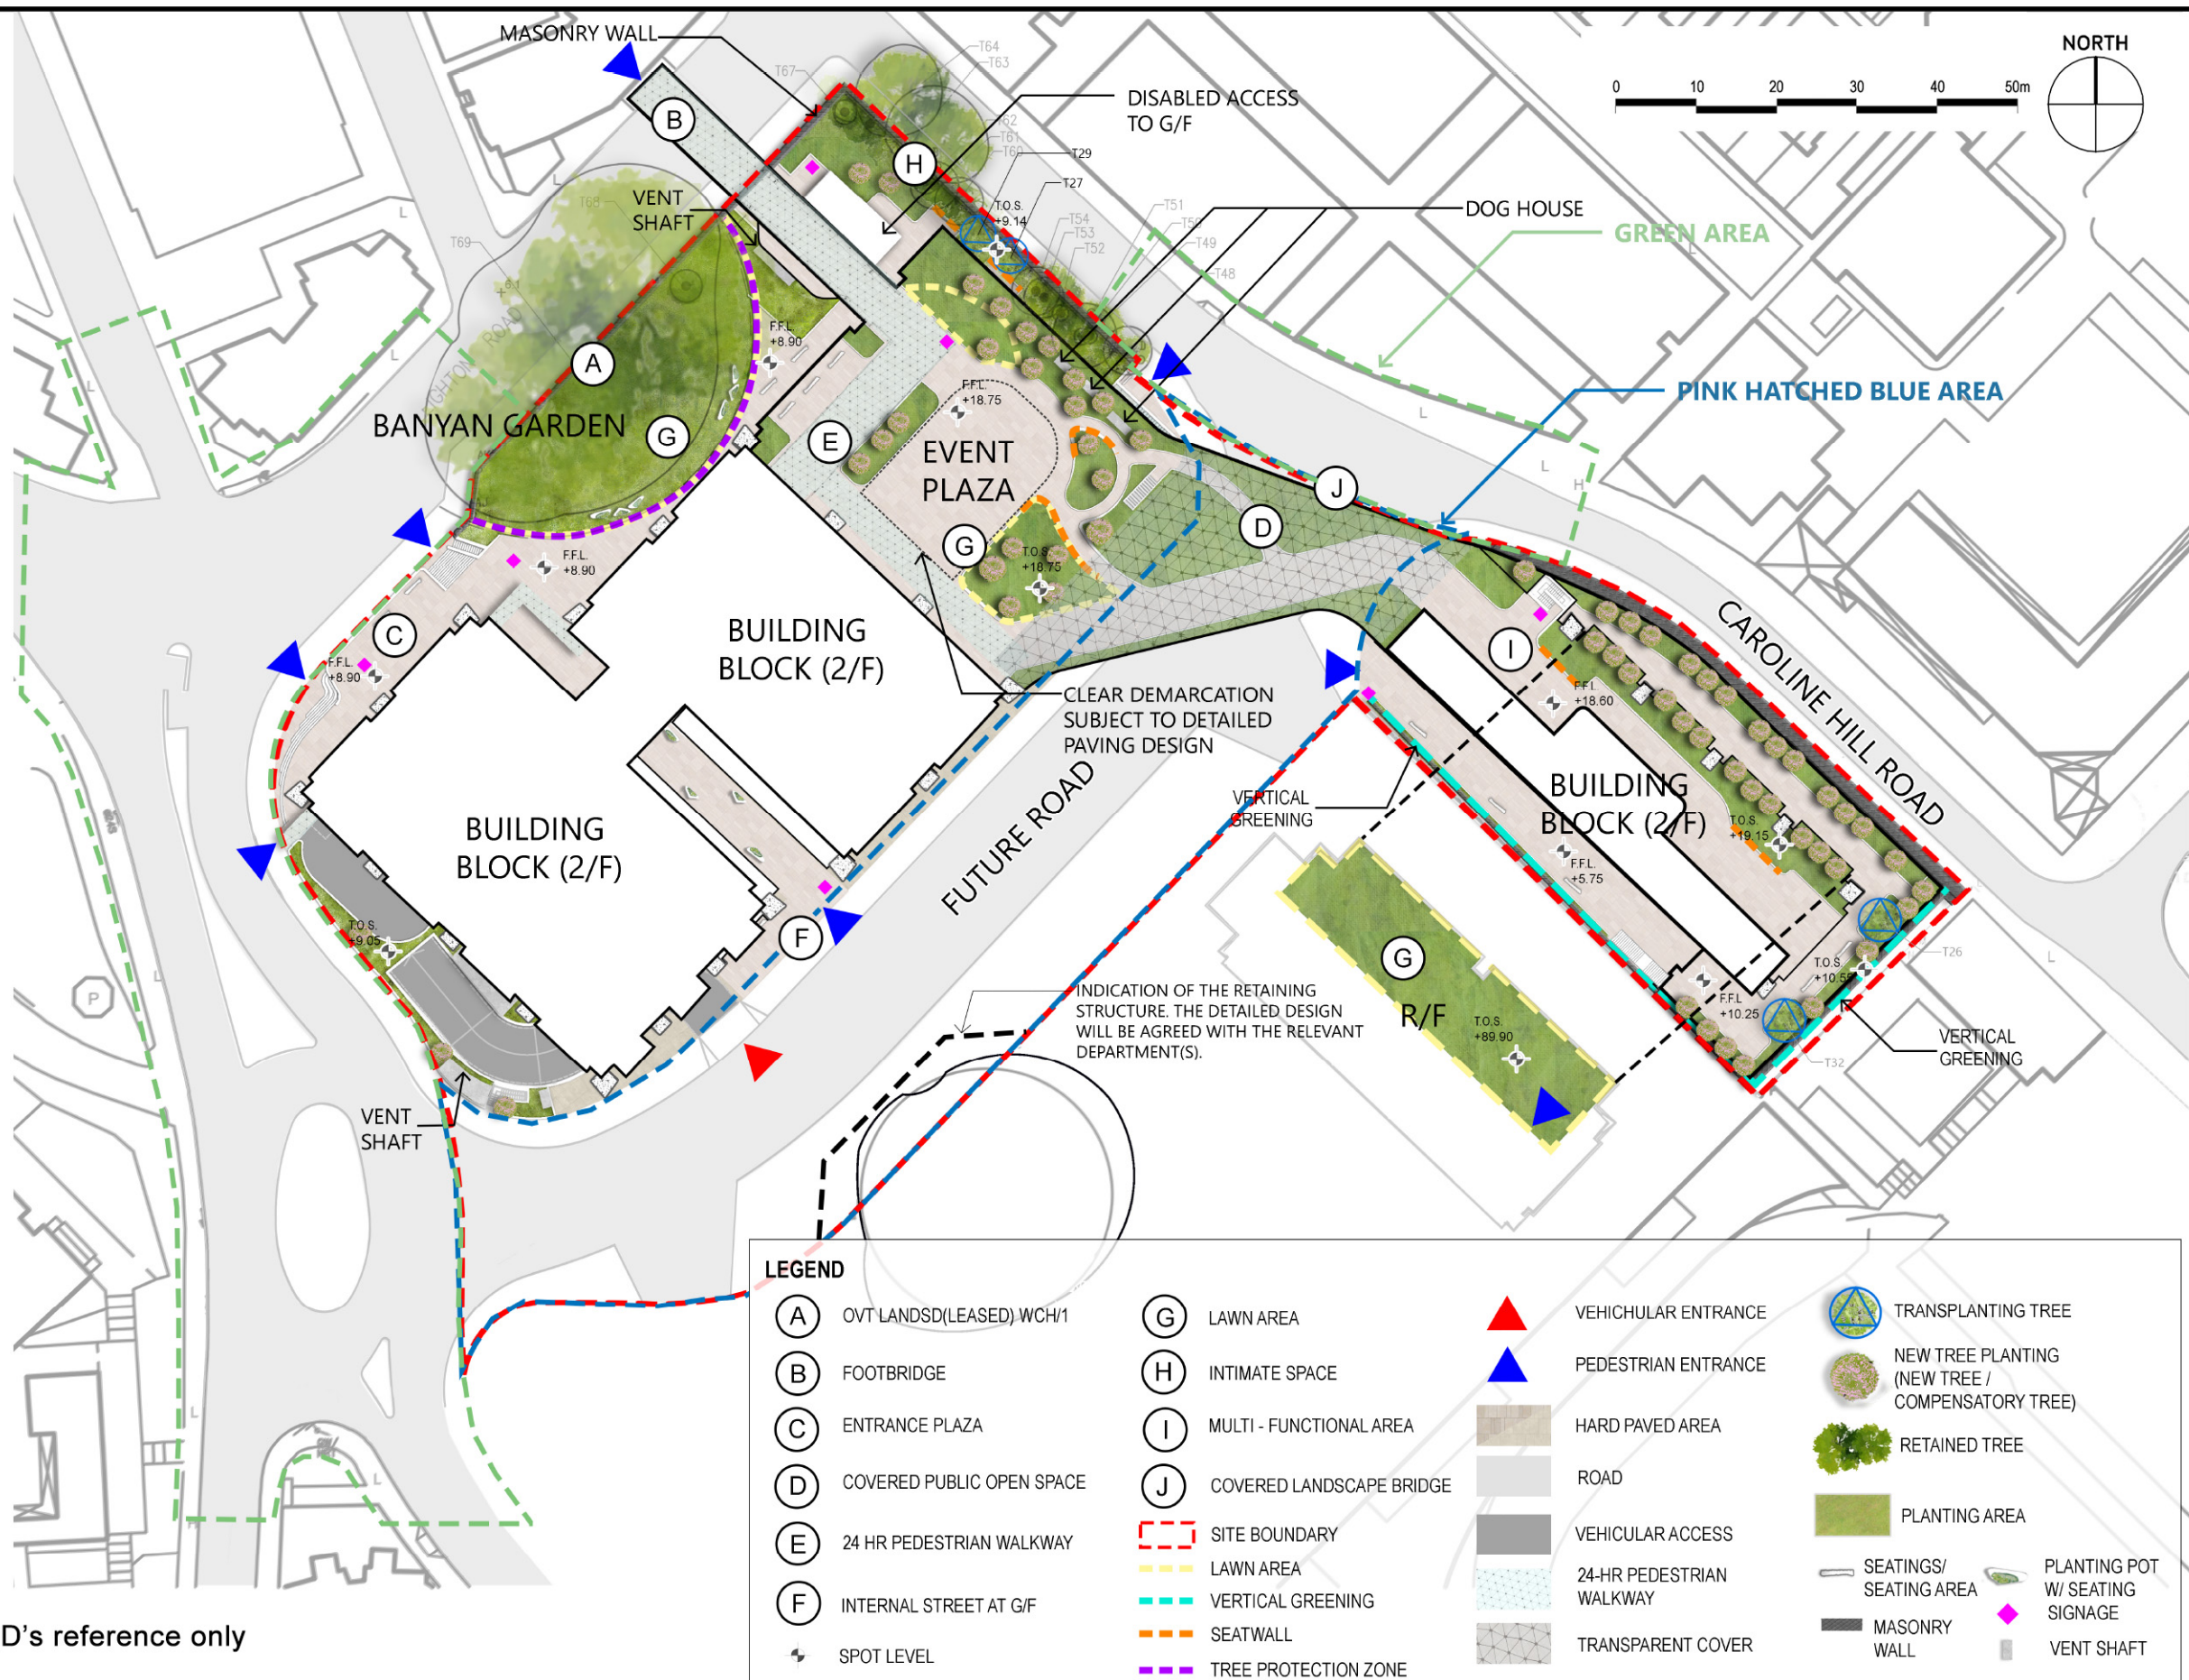 MASONRY WALL
T64
T63
T67
NORTH
0 10 20 30 40 50m
B
DISABLED ACCESS
TO G/F
T62
T61
T60
T29
H
T27
VENT
SHAFT
T68
T.O.S.
+9.14
T51
T50
T49
T48
T54
T53
T52
DOG HOUSE
GREEN AREA
T69
F.F.L.
+8.90
A
PINK HATCHED BLUE AREA
F.F.L.
+18.75
BANYAN GARDEN
G
E
EVENT
PLAZA
J
D
G
T.O.S.
+18.75
F.F.L.
+8.90
C
F.F.L.
+8.90
BUILDING
BLOCK (2/F)
I
F.F.L.
+18.60
CAROLINE HILL ROAD
CLEAR DEMARCATION
SUBJECT TO DETAILED
PAVING DESIGN
FUTURE ROAD
VERTICAL
GREENING
BUILDING
BLOCK (2/F)
T.O.S.
+19.15
F.F.L.
+5.75
BUILDING
BLOCK (2/F)
T.O.S.
+9.05
F
G
R/F
T.O.S.
+89.90
T26
T.O.S.
F.F.L
+10.25
VERTICAL
GREENING
T32
P
INDICATION OF THE RETAINING
STRUCTURE. THE DETAILED DESIGN
WILL BE AGREED WITH THE RELEVANT
DEPARTMENT(S).
VENT
SHAFT
LEGEND
A OVT LANDSD(LEASED) WCH/1
B FOOTBRIDGE
C ENTRANCE PLAZA
D COVERED PUBLIC OPEN SPACE
E 24 HR PEDESTRIAN WALKWAY
F INTERNAL STREET AT G/F
SPOT LEVEL
G LAWN AREA
H INTIMATE SPACE
I MULTI - FUNCTIONAL AREA
J COVERED LANDSCAPE BRIDGE
SITE BOUNDARY
LAWN AREA
VERTICAL GREENING
SEATWALL
TREE PROTECTION ZONE
VEHICHULAR ENTRANCE
PEDESTRIAN ENTRANCE
HARD PAVED AREA
ROAD
VEHICULAR ACCESS
24-HR PEDESTRIAN
WALKWAY
TRANSPARENT COVER
TRANSPLANTING TREE
NEW TREE PLANTING
(NEW TREE /
COMPENSATORY TREE)
RETAINED TREE
PLANTING AREA
SEATINGS/
SEATING AREA
PLANTING POT
W/ SEATING
SIGNAGE
MASONRY
WALL
VENT SHAFT
D's reference only